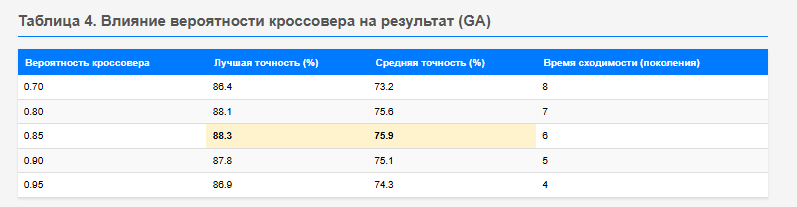 Таблица 4. Влияние вероятности кроссовера на результат (GA)
Вероятность кроссовера Лучшая точность (%) Средняя точность (%) Время сходимости (поколения)
0.70 86.4 73.2 8
0.80 88.1 75.6 7
0.85 88.3 75.9 6
0.90 87.8 75.1 5
0.95 86.9 74.3 4